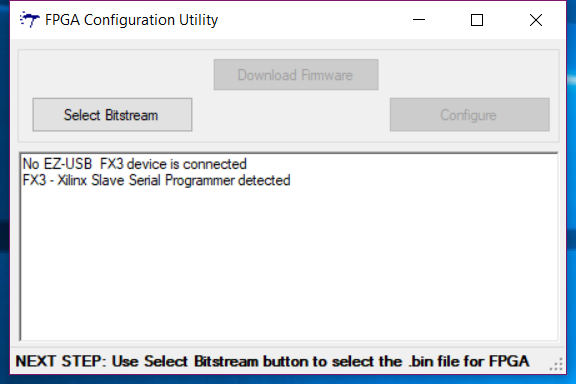 FPGA Configuration Utility
Download Firmware
Select Bitstream
Configure
No EZ-USB  FX3 device is connected
FX3 - Xilinx Slave Serial Programmer detected
NEXT STEP: Use Select Bitstream button to select the .bin file for FPGA